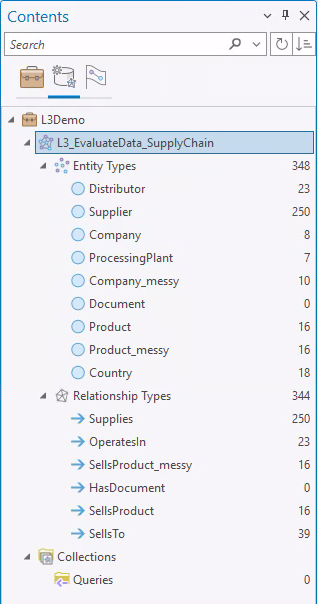 Contents
Search
L3Demo
L3_EvaluateData_SupplyChain
Entity Types 348
Distributor 23
Supplier 250
Company 8
ProcessingPlant 7
Company_messy 10
Document 0
Product 16
Product_messy 16
Country 18
Relationship Types 344
Supplies 250
OperatesIn 23
SellsProduct_messy 16
HasDocument 0
SellsProduct 16
SellsTo 39
Collections
Queries 0